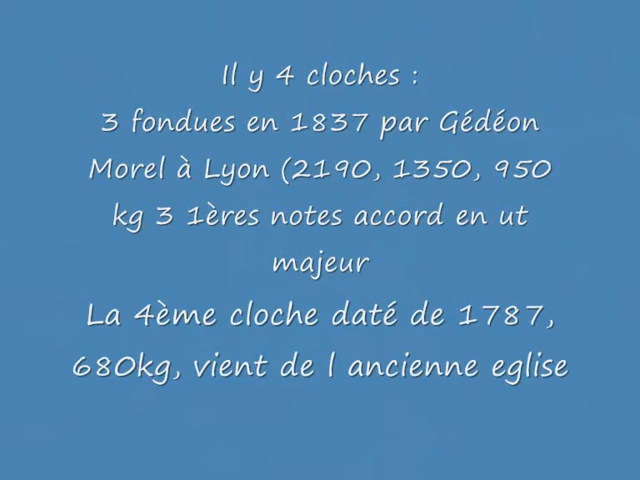 Il y 4 cloches :
3 fondues en 1837 par Gédéon
Morel à Lyon (2190, 1350, 950
kg 3 1ères notes accord en ut
majeur
La 4ème cloche daté de 1787,
680kg, vient de l ancienne eglise